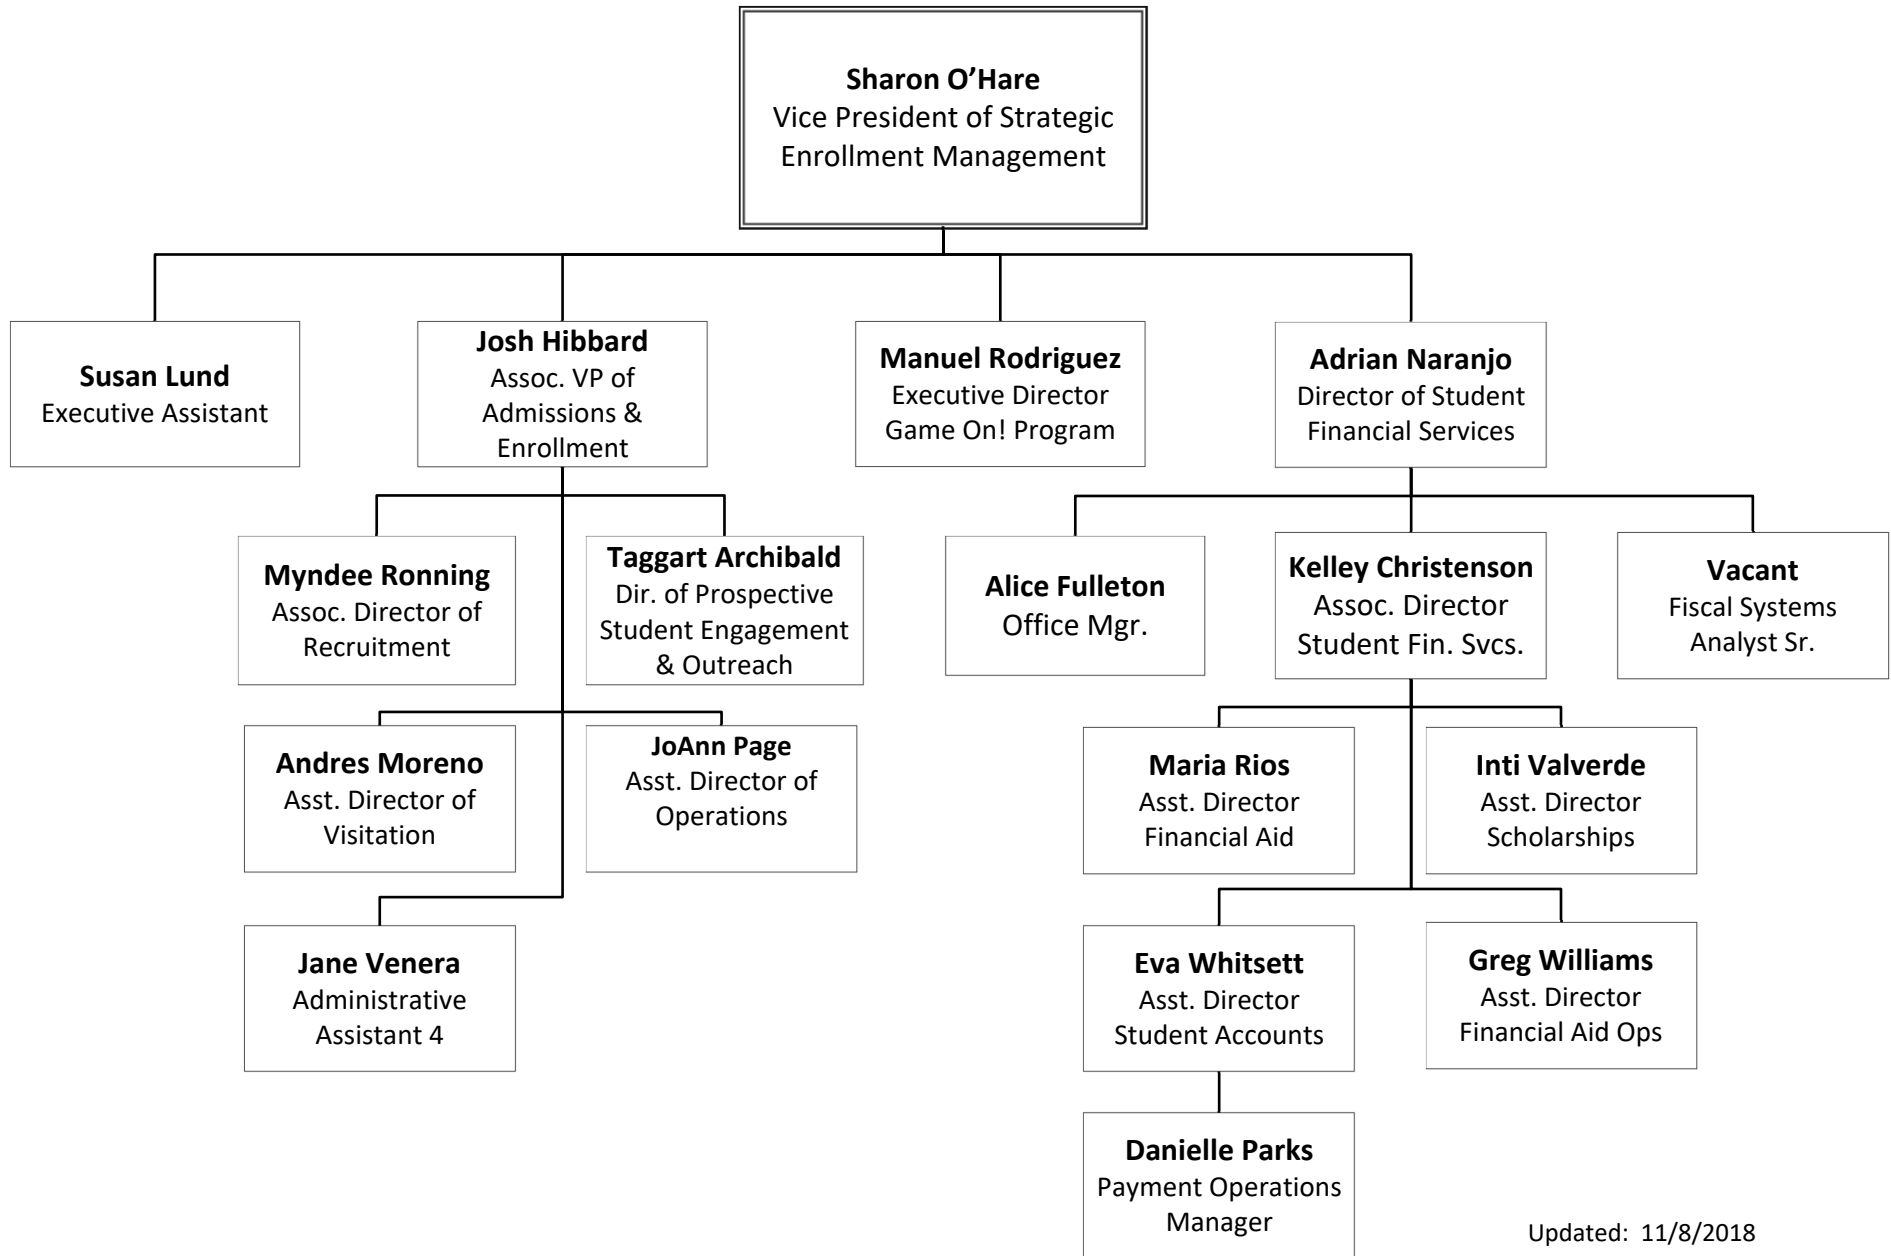 Sharon O’Hare
Vice President of Strategic
Enrollment Management
Susan Lund
Executive Assistant
Josh Hibbard
Assoc. VP of
Admissions &
Enrollment
Manuel Rodriguez
Executive Director
Game On! Program
Adrian Naranjo
Director of Student
Financial Services
Myndee Ronning
Assoc. Director of
Recruitment
Taggart Archibald
Dir. of Prospective
Student Engagement
& Outreach
Alice Fulleton
Office Mgr.
Kelley Christenson
Assoc. Director
Student Fin. Svcs.
Vacant
Fiscal Systems
Analyst Sr.
Andres Moreno
Asst. Director of
Visitation
JoAnn Page
Asst. Director of
Operations
Maria Rios
Asst. Director
Financial Aid
Inti Valverde
Asst. Director
Scholarships
Jane Venera
Administrative
Assistant 4
Eva Whitsett
Asst. Director
Student Accounts
Greg Williams
Asst. Director
Financial Aid Ops
Danielle Parks
Payment Operations
Manager
Updated: 11/8/2018